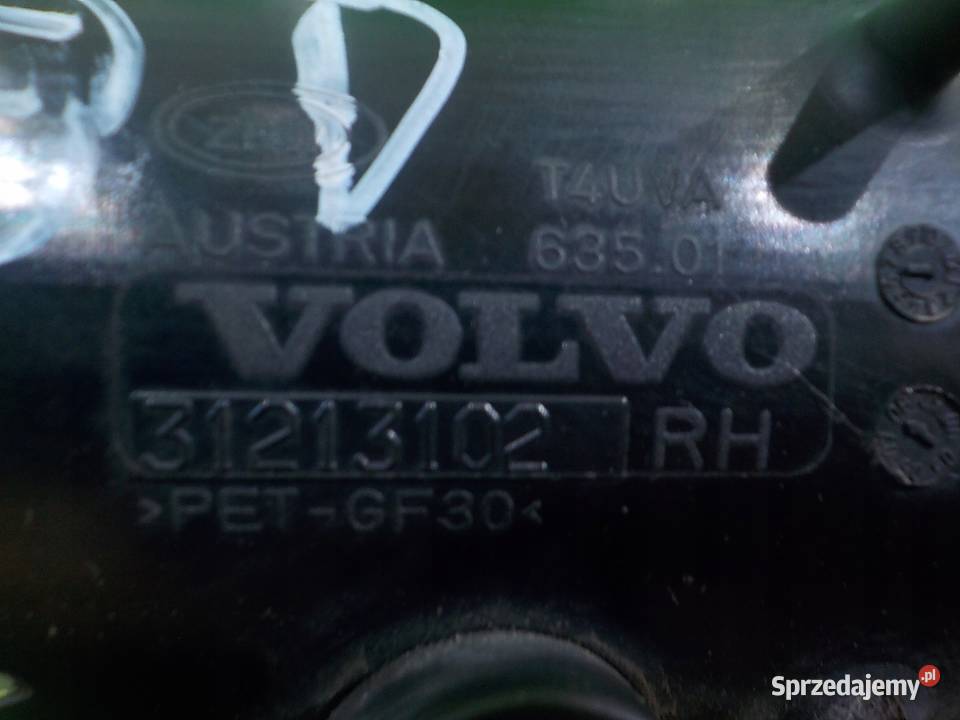 D
T4UVA
AUSTRIA 635.01
VOLVO
31213102 RH
>PET-GF30<
Sprzedajemy.pl